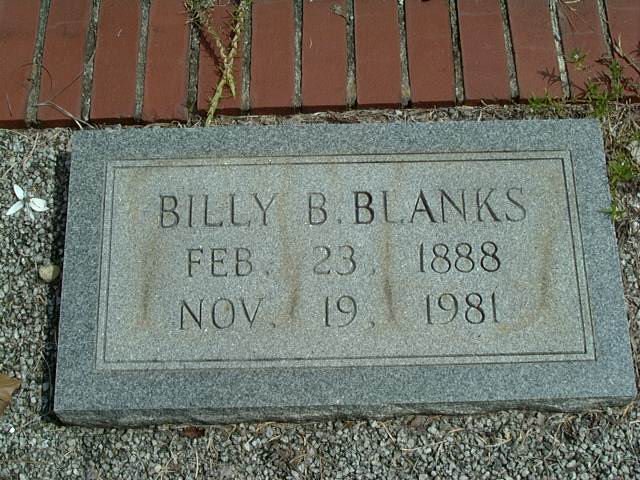 BILLY B. BLANKS
FEB. 23, 1888
NOV. 19, 1981